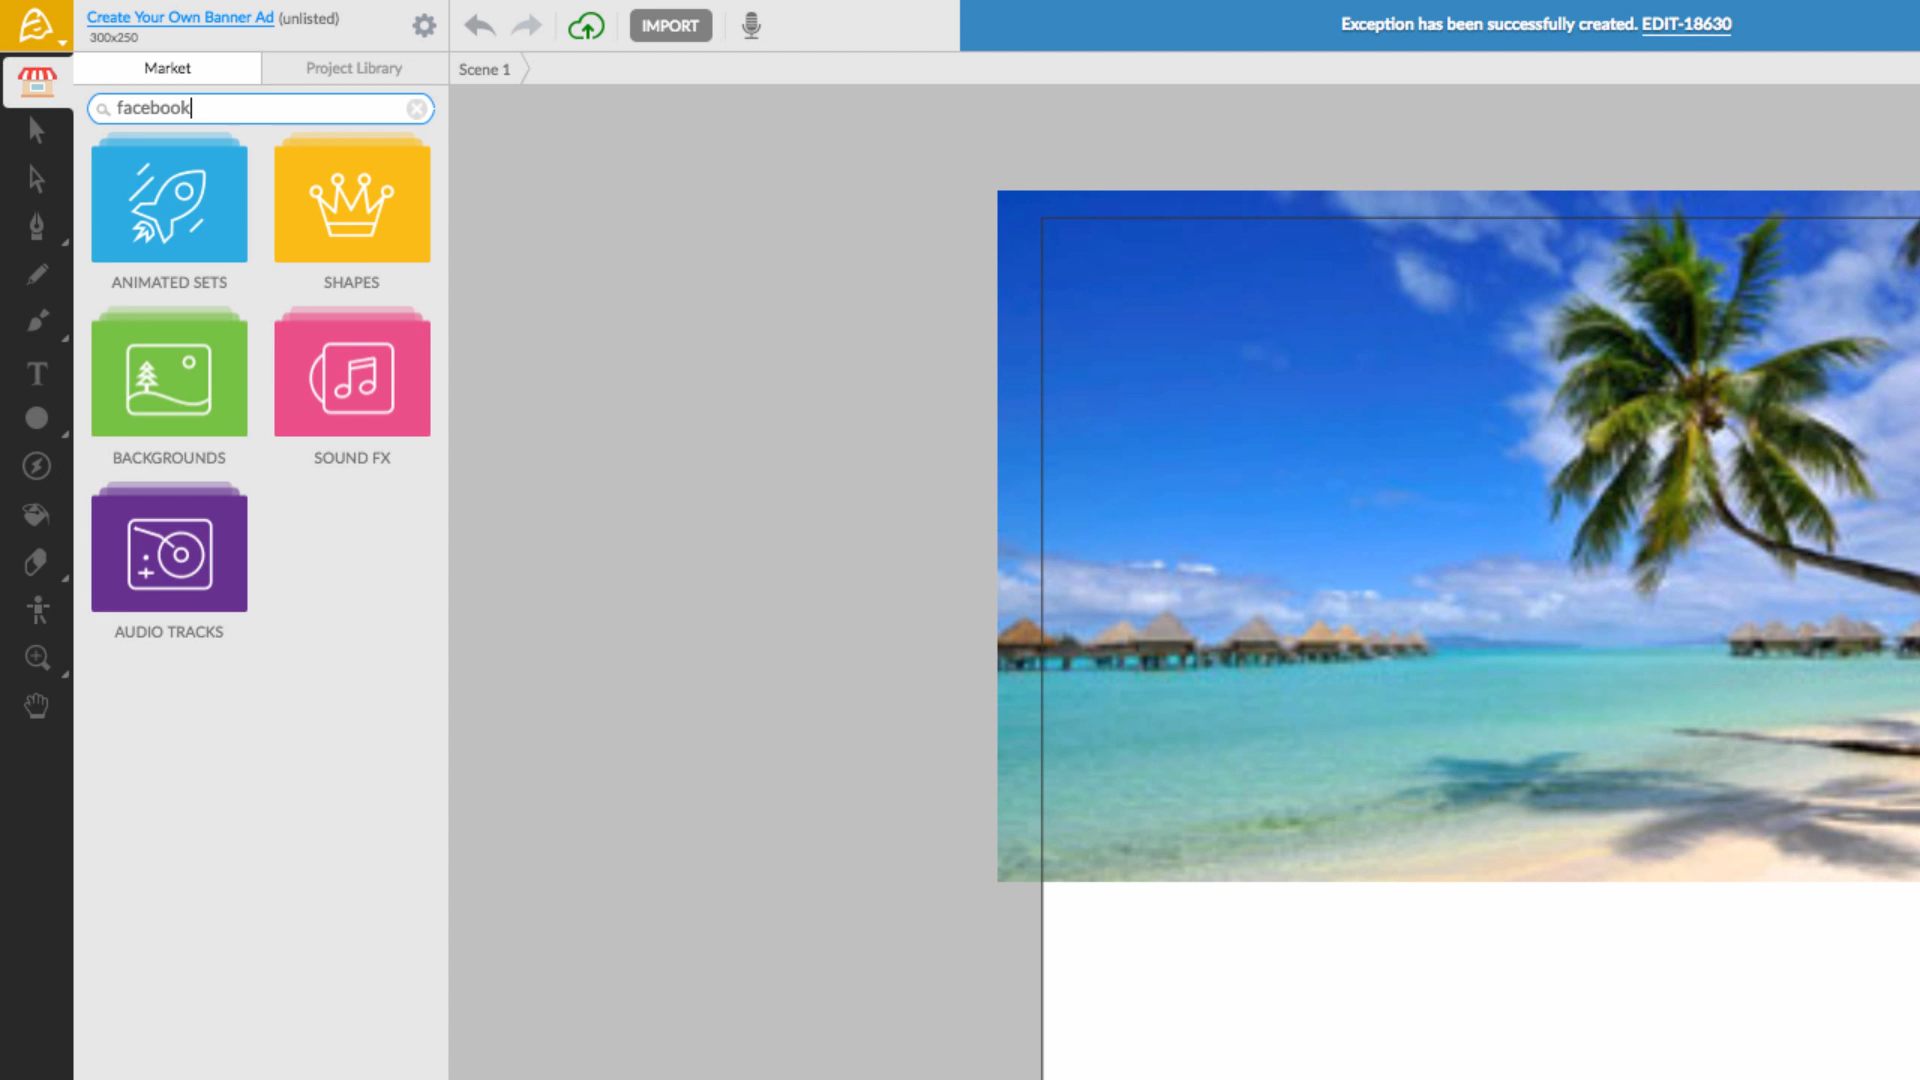 Create Your Own Banner Ad (unlisted)
300x250
IMPORT
Exception has been successfully created. EDIT-18630
Market
Project Library
Scene 1
facebook
ANIMATED SETS
SHAPES
BACKGROUNDS
SOUND FX
AUDIO TRACKS